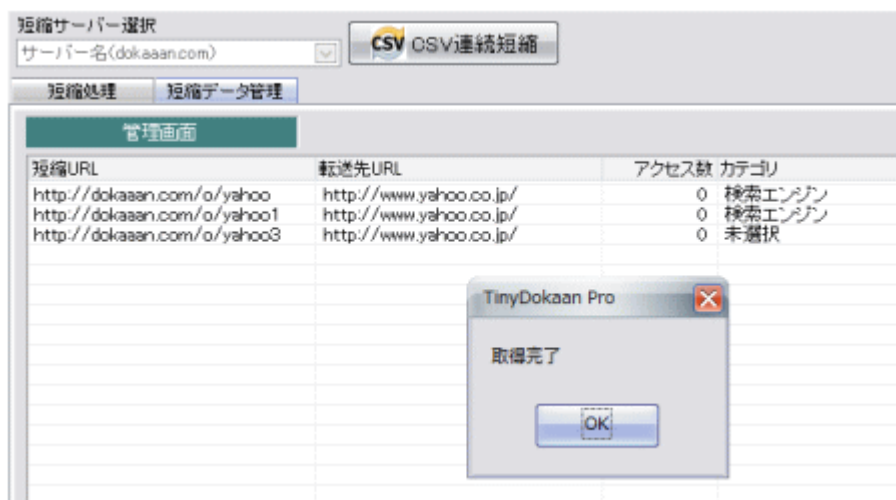 短縮サーバー選択
サーバー名(dokaaan.com)
CSV CSV連続短縮
短縮処理 短縮データ管理
管理画面
短縮URL 転送先URL アクセス数 カテゴリ
http://dokaaan.com/o/yahoo http://www.yahoo.co.jp/ 0 検索エンジン
http://dokaaan.com/o/yahoo1 http://www.yahoo.co.jp/ 0 検索エンジン
http://dokaaan.com/o/yahoo3 http://www.yahoo.co.jp/ 0 未選択
TinyDokaan Pro
取得完了
OK